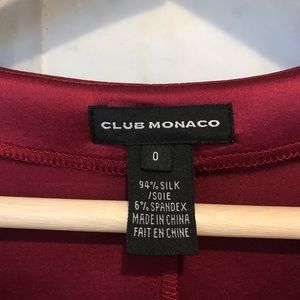 CLUB MONACO
0
94% SILK
/SOIE
6% SPANDEX
MADE IN CHINA
FAIT EN CHINE